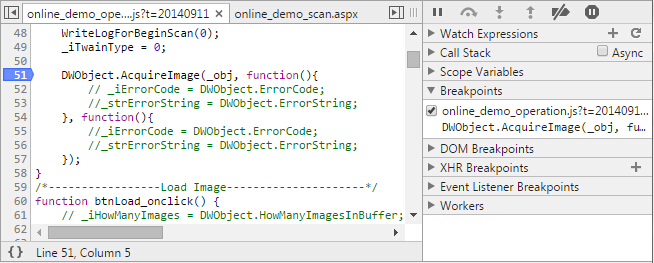 online_demo_ope....js?t=20140911 × online_demo_scan.aspx
48 WriteLogForBeginScan(0);
49 _iTwainType = 0;
50
51 DWObject.AcquireImage(_obj, function(){
52 // _iErrorCode = DWObject.ErrorCode;
53 //_strErrorString = DWObject.ErrorString;
54 }, function(){
55 //_iErrorCode = DWObject.ErrorCode;
56 //_strErrorString = DWObject.ErrorString;
57 });
58 }
59 /*-----------------Load Image---------------------*/
60 function btnLoad_onclick() {
61 // _iHowManyImages = DWObject.HowManyImagesInBuffer;
62
{} Line 51, Column 5
Watch Expressions
Call Stack Async
Scope Variables
Breakpoints
online_demo_operation.js?t=2014091...
DWObject.AcquireImage(_obj, fu...
DOM Breakpoints
XHR Breakpoints
Event Listener Breakpoints
Workers